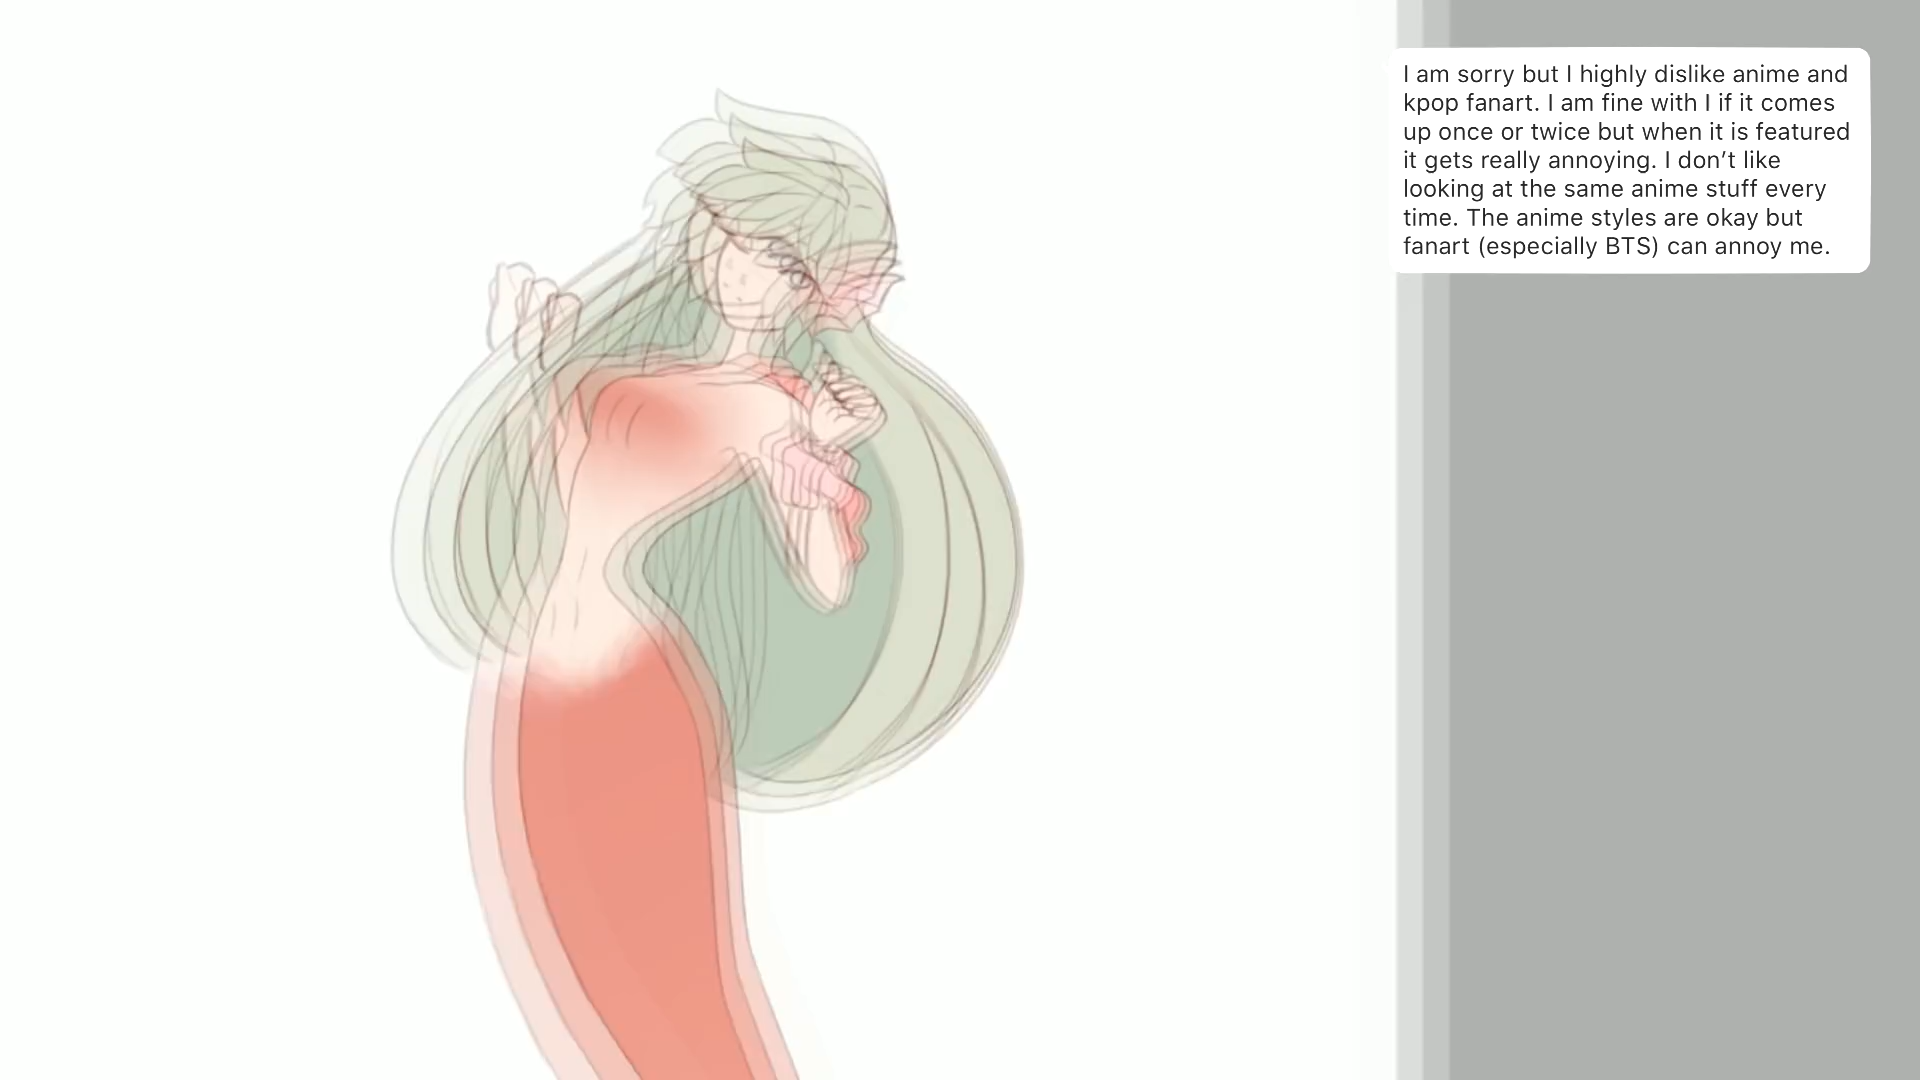 I am sorry but I highly dislike anime and
kpop fanart. I am fine with I if it comes
up once or twice but when it is featured
it gets really annoying. I don’t like
looking at the same anime stuff every
time. The anime styles are okay but
fanart (especially BTS) can annoy me.